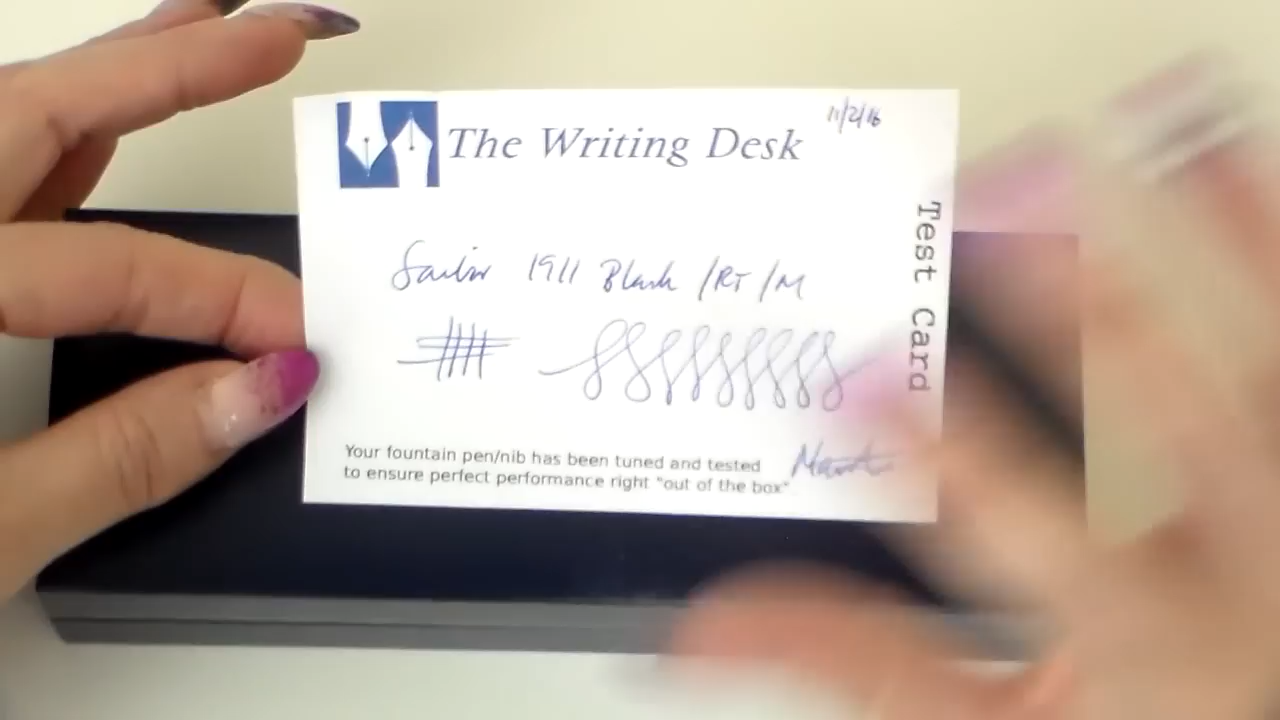 The Writing Desk
11/2/16
Test Card
Sailor 1911 Black /RT /M
Your fountain pen/nib has been tuned and tested
to ensure perfect performance right "out of the box"